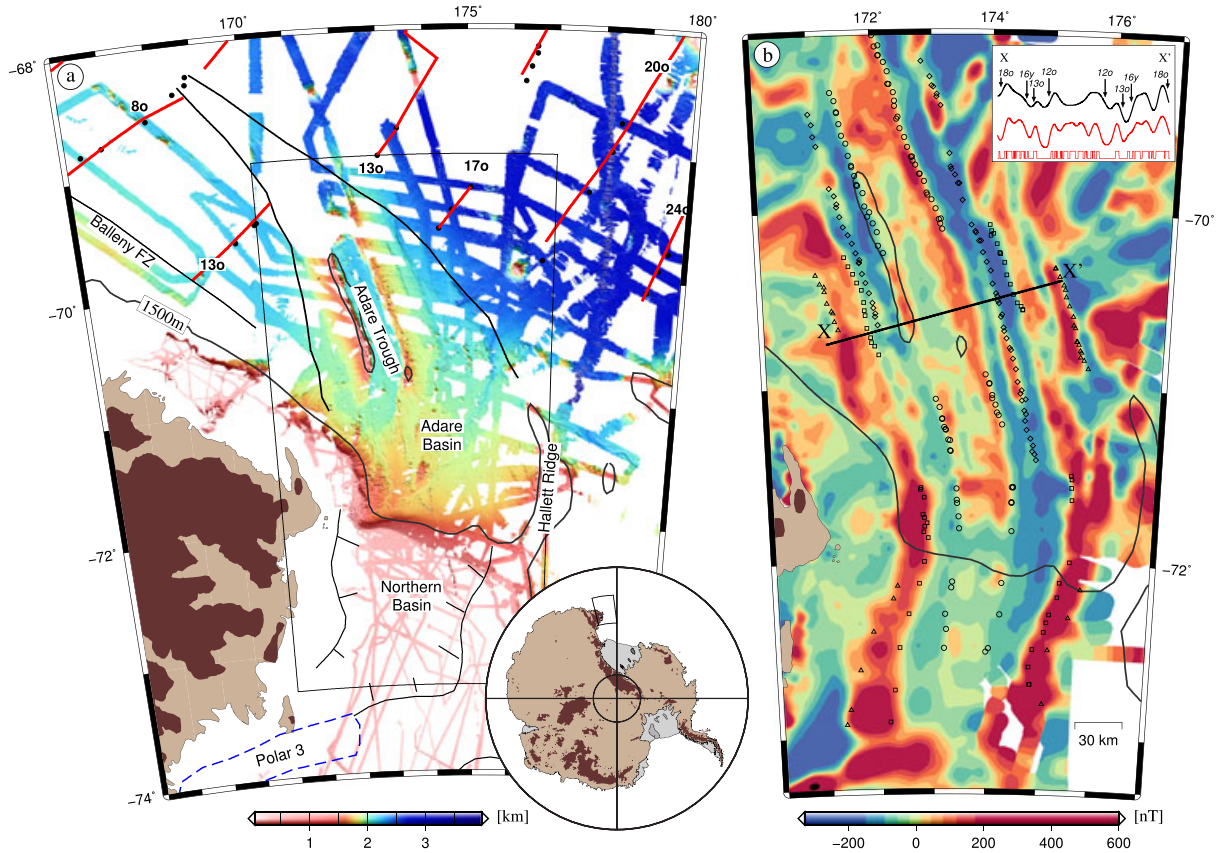 170˚
175˚
180˚
−68˚
a
8o
20o
13o
17o
24o
13o
Balleny FZ
−70˚
1500m
Adare Trough
Adare
Basin
Hallett Ridge
−72˚
Northern
Basin
Polar 3
−74˚
1
2
3
[km]
172˚
174˚
176˚
b
X
X'
18o
16y
13o
12o
12o
13o
16y
18o
−70˚
X
X'
−72˚
30 km
−200
0
200
400
600
[nT]